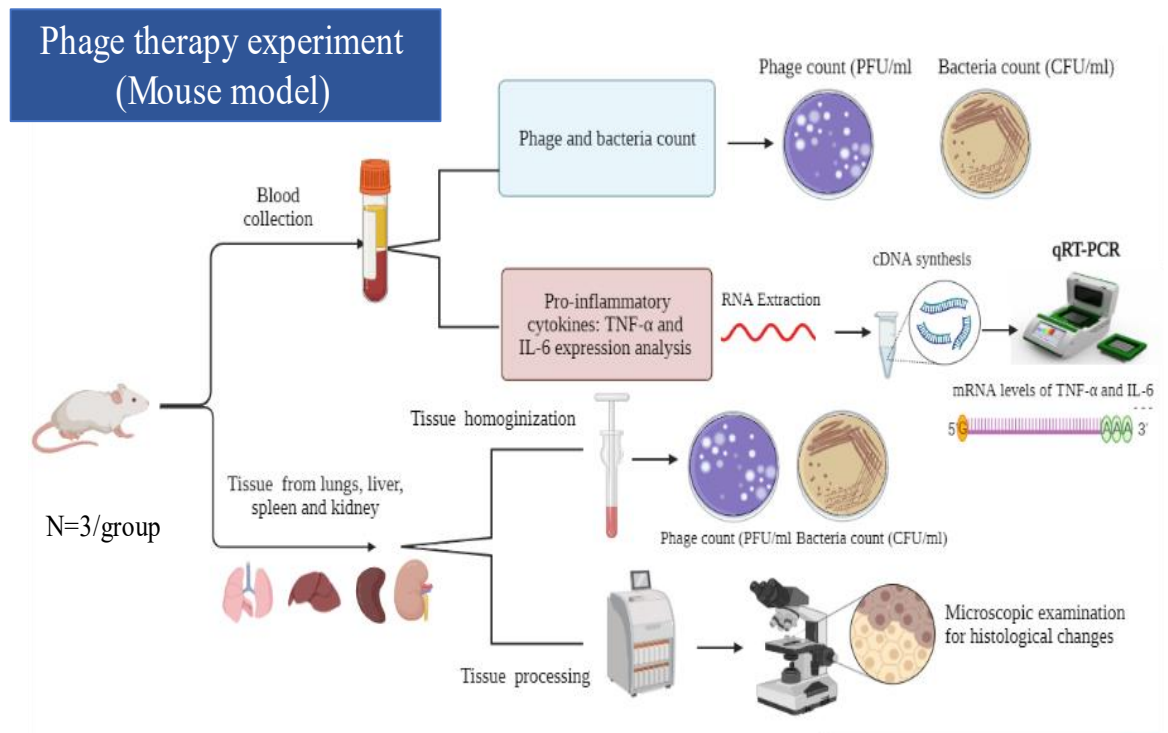 Phage therapy experiment
(Mouse model)
Phage count (PFU/ml
Bacteria count (CFU/ml)
Phage and bacteria count
Blood
collection
Pro-inflammatory
cytokines: TNF-α and
IL-6 expression analysis
RNA Extraction
cDNA synthesis
qRT-PCR
mRNA levels of TNF-α and IL-6
5' G AAA 3'
Tissue homoginization
Tissue from lungs, liver,
spleen and kidney
N=3/group
Phage count (PFU/ml Bacteria count (CFU/ml)
Tissue processing
Microscopic examination
for histological changes